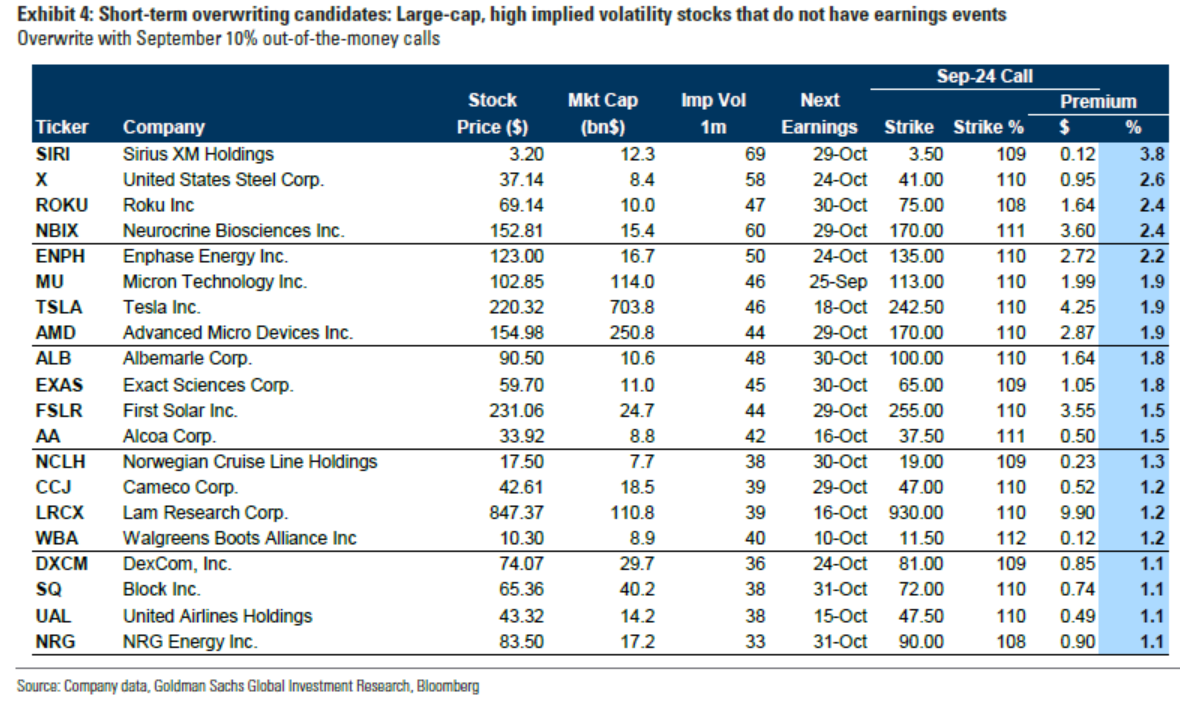 Exhibit 4: Short-term overwriting candidates: Large-cap, high implied volatility stocks that do not have earnings events
Overwrite with September 10% out-of-the-money calls
Sep-24 Call
Stock Mkt Cap Imp Vol Next Premium
Ticker Company Price ($) (bn$) 1m Earnings Strike Strike % $ %
SIRI Sirius XM Holdings 3.20 12.3 69 29-Oct 3.50 109 0.12 3.8
X United States Steel Corp. 37.14 8.4 58 24-Oct 41.00 110 0.95 2.6
ROKU Roku Inc 69.14 10.0 47 30-Oct 75.00 108 1.64 2.4
NBIX Neurocrine Biosciences Inc. 152.81 15.4 60 29-Oct 170.00 111 3.60 2.4
ENPH Enphase Energy Inc. 123.00 16.7 50 24-Oct 135.00 110 2.72 2.2
MU Micron Technology Inc. 102.85 114.0 46 25-Sep 113.00 110 1.99 1.9
TSLA Tesla Inc. 220.32 703.8 46 18-Oct 242.50 110 4.25 1.9
AMD Advanced Micro Devices Inc. 154.98 250.8 44 29-Oct 170.00 110 2.87 1.9
ALB Albemarle Corp. 90.50 10.6 48 30-Oct 100.00 110 1.64 1.8
EXAS Exact Sciences Corp. 59.70 11.0 45 30-Oct 65.00 109 1.05 1.8
FSLR First Solar Inc. 231.06 24.7 44 29-Oct 255.00 110 3.55 1.5
AA Alcoa Corp. 33.92 8.8 42 16-Oct 37.50 111 0.50 1.5
NCLH Norwegian Cruise Line Holdings 17.50 7.7 38 30-Oct 19.00 109 0.23 1.3
CCJ Cameco Corp. 42.61 18.5 39 29-Oct 47.00 110 0.52 1.2
LRCX Lam Research Corp. 847.37 110.8 39 16-Oct 930.00 110 9.90 1.2
WBA Walgreens Boots Alliance Inc 10.30 8.9 40 10-Oct 11.50 112 0.12 1.2
DXCM DexCom, Inc. 74.07 29.7 36 24-Oct 81.00 109 0.85 1.1
SQ Block Inc. 65.36 40.2 38 31-Oct 72.00 110 0.74 1.1
UAL United Airlines Holdings 43.32 14.2 38 15-Oct 47.50 110 0.49 1.1
NRG NRG Energy Inc. 83.50 17.2 33 31-Oct 90.00 108 0.90 1.1
Source: Company data, Goldman Sachs Global Investment Research, Bloomberg